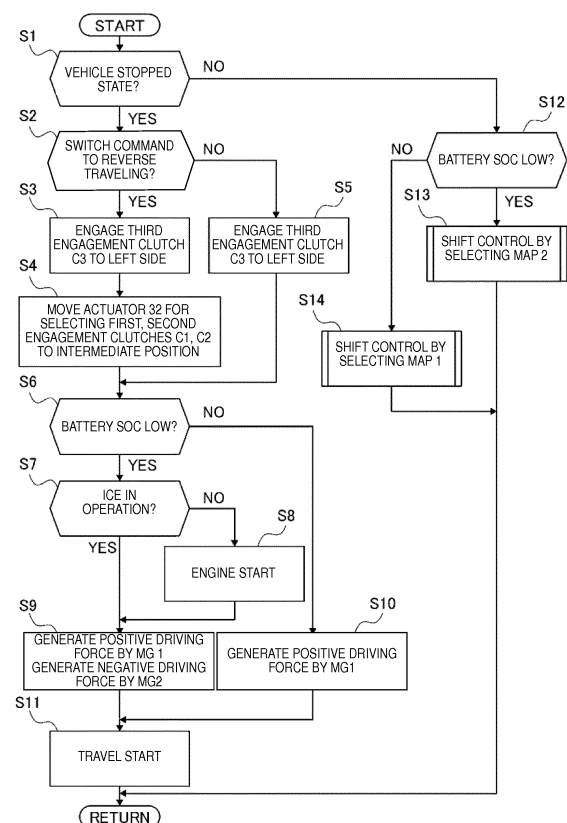 START
S1
VEHICLE STOPPED
STATE?
NO
YES
S2
SWITCH COMMAND
TO REVERSE
TRAVELING?
NO
YES
S12
BATTERY SOC LOW?
NO
YES
S3
ENGAGE THIRD
ENGAGEMENT CLUTCH
C3 TO LEFT SIDE
S5
ENGAGE THIRD
ENGAGEMENT CLUTCH
C3 TO LEFT SIDE
S13
SHIFT CONTROL BY
SELECTING MAP 2
S4
MOVE ACTUATOR 32 FOR
SELECTING FIRST, SECOND
ENGAGEMENT CLUTCHES C1, C2
TO INTERMEDIATE POSITION
S14
SHIFT CONTROL BY
SELECTING MAP 1
S6
BATTERY SOC LOW?
NO
YES
S7
ICE IN
OPERATION?
NO
YES
S8
ENGINE START
S9
GENERATE POSITIVE DRIVING
FORCE BY MG 1
GENERATE NEGATIVE DRIVING
FORCE BY MG2
S10
GENERATE POSITIVE DRIVING
FORCE BY MG1
S11
TRAVEL START
RETURN